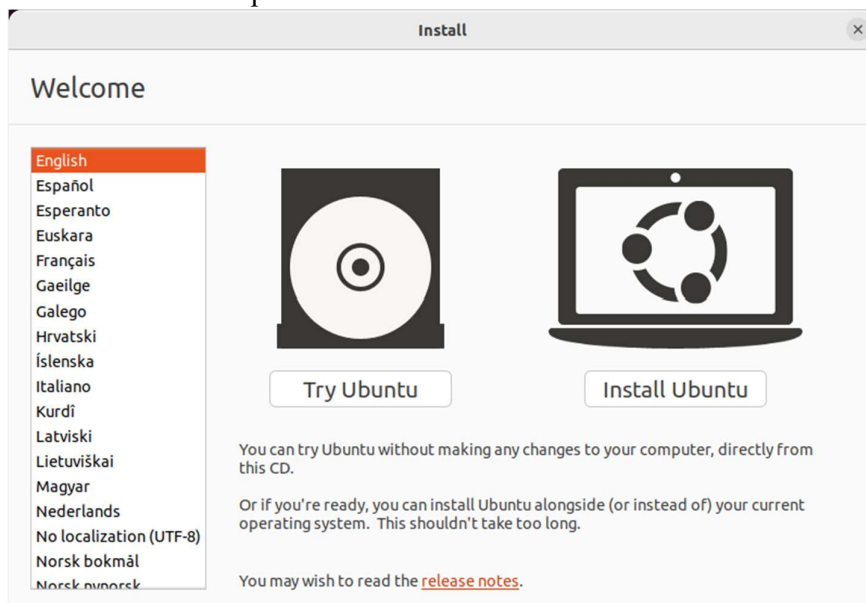 Install
Welcome
English
Español
Esperanto
Euskara
Français
Gaeilge
Galego
Hrvatski
Íslenska
Italiano
Kurdî
Latviski
Lietuviškai
Magyar
Nederlands
No localization (UTF-8)
Norsk bokmål
Norsk nynorsk
Try Ubuntu
Install Ubuntu
You can try Ubuntu without making any changes to your computer, directly from
this CD.
Or if you're ready, you can install Ubuntu alongside (or instead of) your current
operating system. This shouldn't take too long.
You may wish to read the release notes.